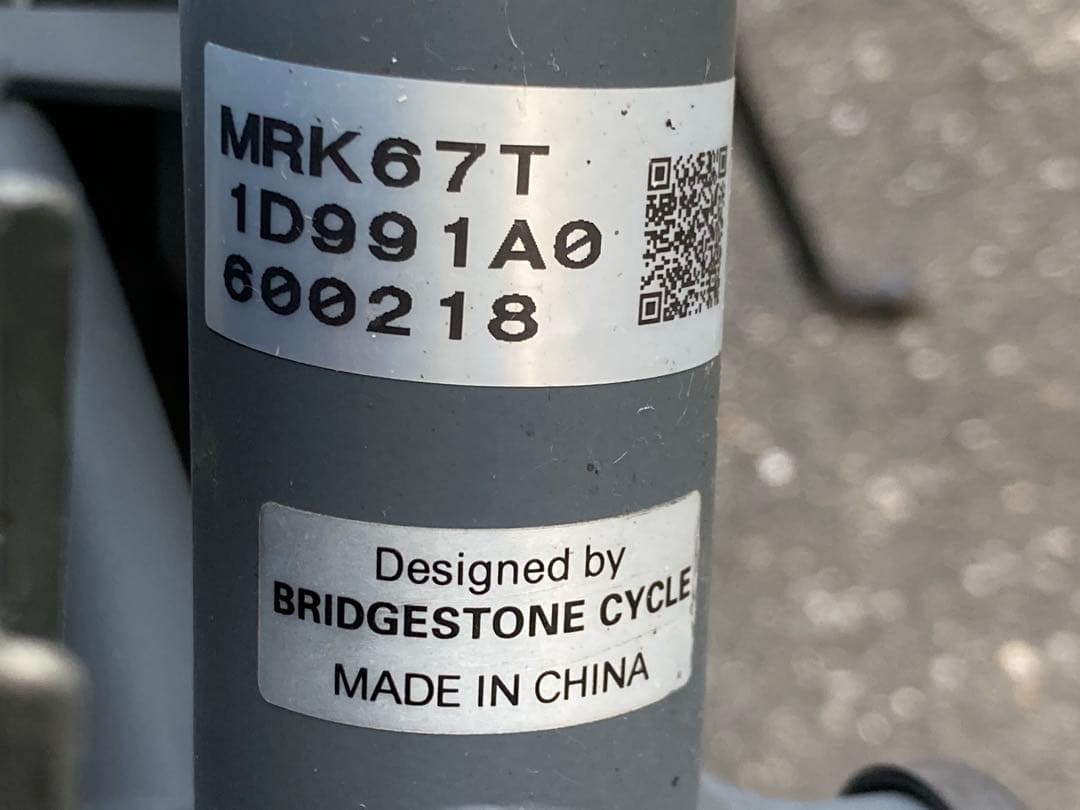 MRK67T
1D991A0
600218
Designed by
BRIDGESTONE CYCLE
MADE IN CHINA